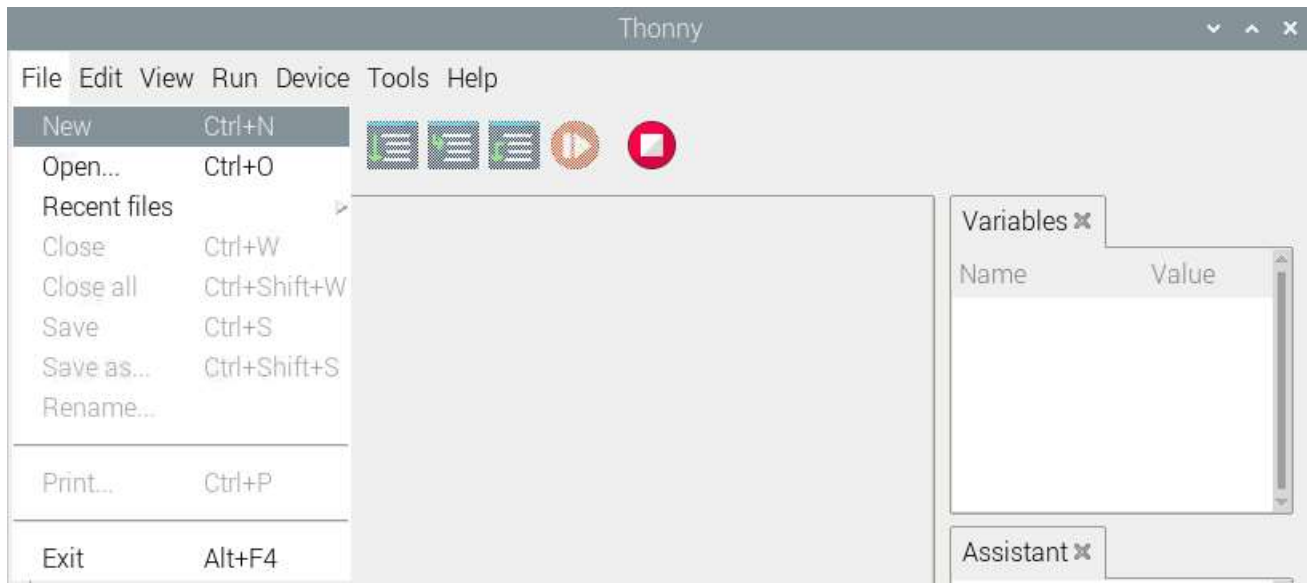 Thonny
File Edit View Run Device Tools Help
New Ctrl+N
Open... Ctrl+O
Recent files
Close Ctrl+W
Close all Ctrl+Shift+W
Save Ctrl+S
Save as... Ctrl+Shift+S
Rename...
Print... Ctrl+P
Exit Alt+F4
Variables
Name Value
Assistant